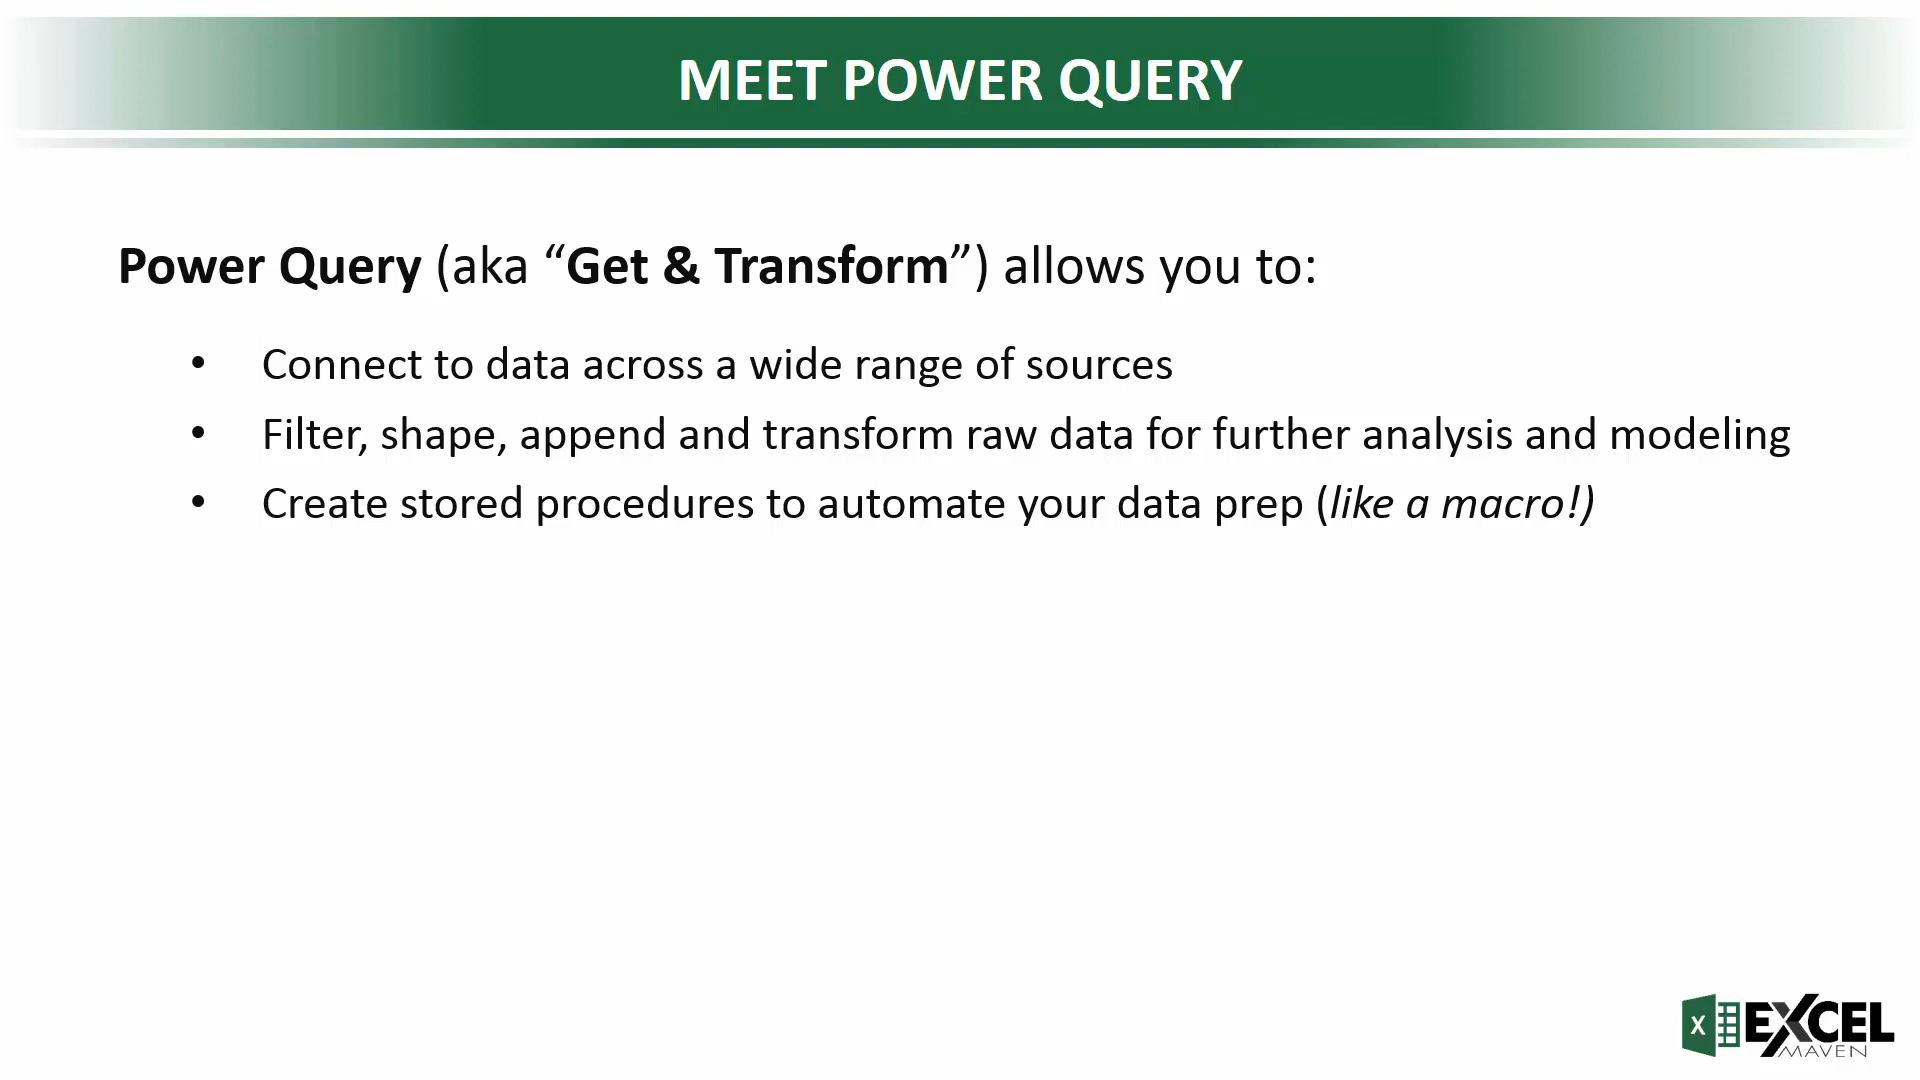 MEET POWER QUERY
Power Query (aka “Get & Transform”) allows you to:
• Connect to data across a wide range of sources
• Filter, shape, append and transform raw data for further analysis and modeling
• Create stored procedures to automate your data prep (like a macro!)
X EXCEL
MAVEN